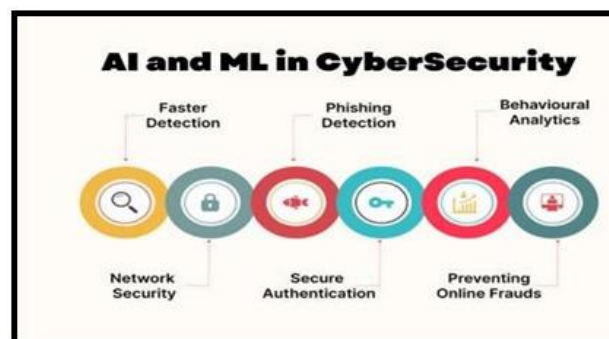 AI and ML in CyberSecurity
Faster
Detection
Phishing
Detection
Behavioural
Analytics
Network
Security
Secure
Authentication
Preventing
Online Frauds